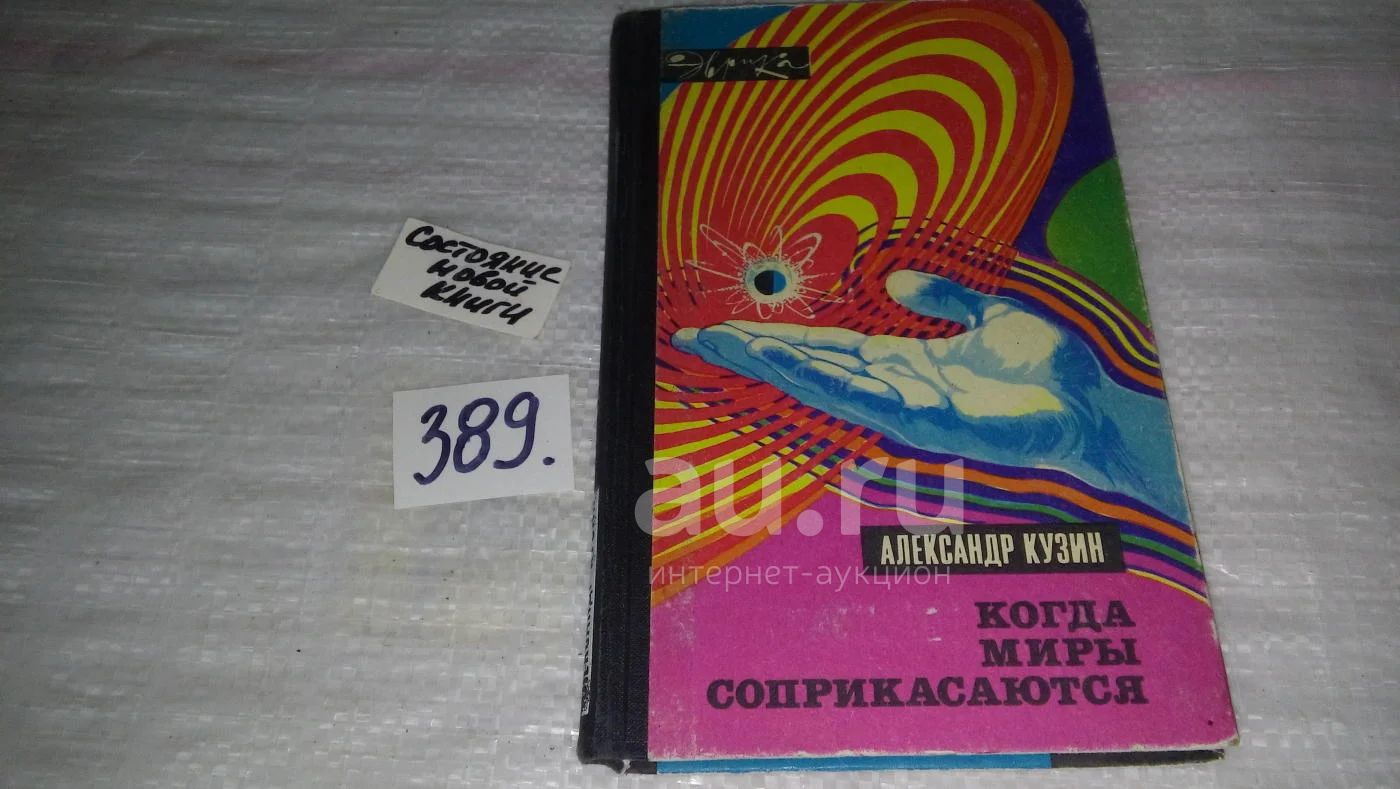 Эврика
Состояние
новой
книги
389.
au.ru
интернет-аукцион
АЛЕКСАНДР КУЗИН
КОГДА
МИРЫ
СОПРИКАСАЮТСЯ